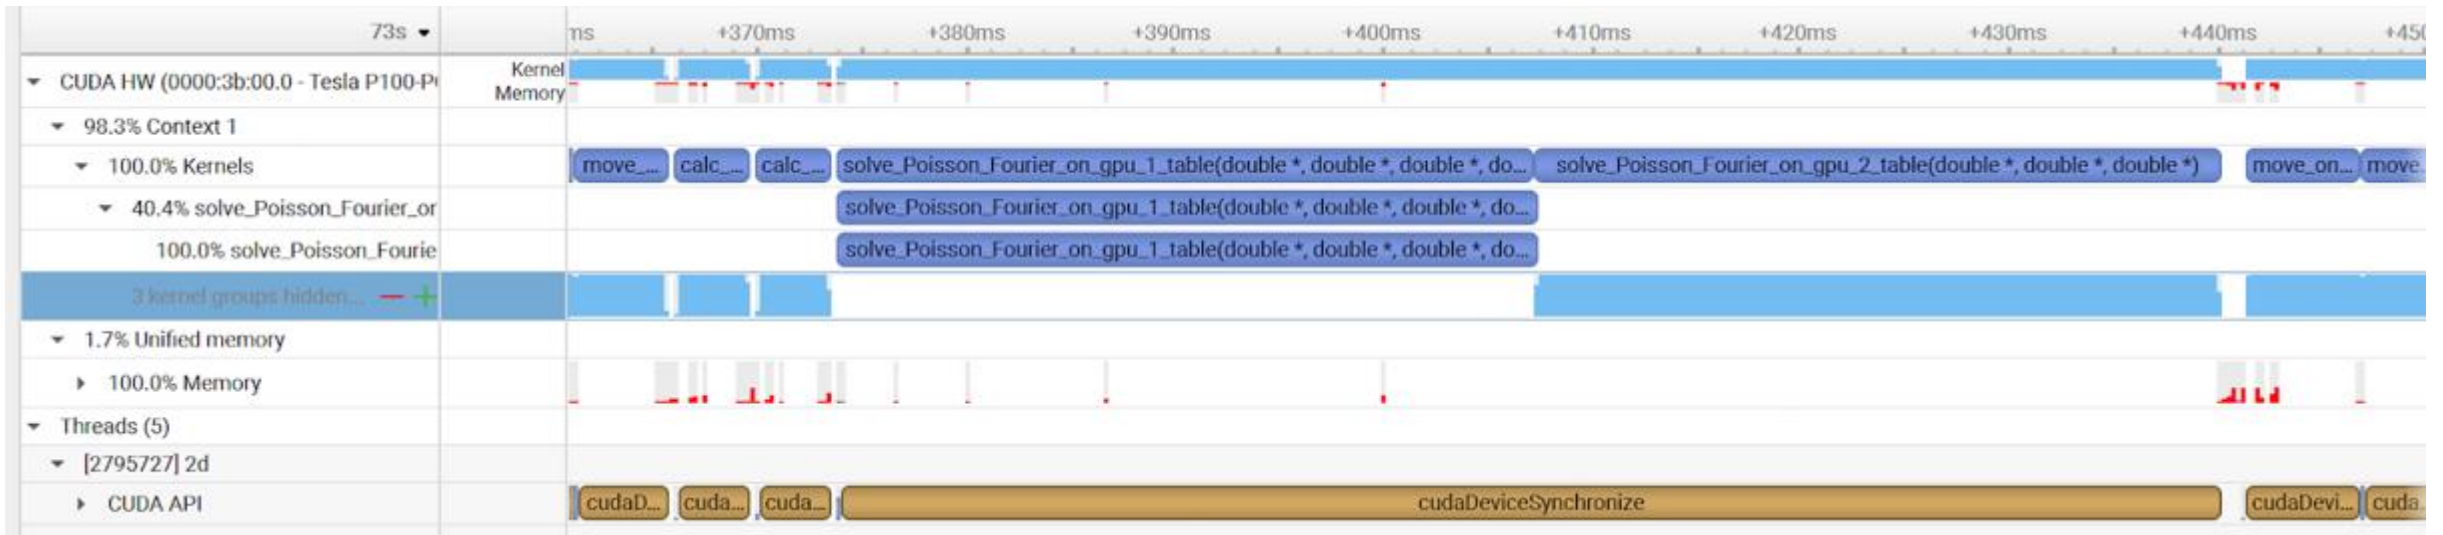 73s ns +370ms +380ms +390ms +400ms +410ms +420ms +430ms +440ms +450
CUDA HW (0000:3b:00.0 - Tesla P100-P Kernel
Memory
98.3% Context 1
100.0% Kernels move_... calc_... calc_... solve_Poisson_Fourier_on_gpu_1_table(double *, double *, double *, do... solve_Poisson_Fourier_on_gpu_2_table(double *, double *, double *) move_on... move
40.4% solve_Poisson_Fourier_or solve_Poisson_Fourier_on_gpu_1_table(double *, double *, double *, do...
100.0% solve_Poisson_Fourie solve_Poisson_Fourier_on_gpu_1_table(double *, double *, double *, do...
3 kernel groups hidden... — +
1.7% Unified memory
100.0% Memory
Threads (5)
[2795727] 2d
CUDA API cudaD... cuda... cuda... cudaDeviceSynchronize cudaDevi... cuda